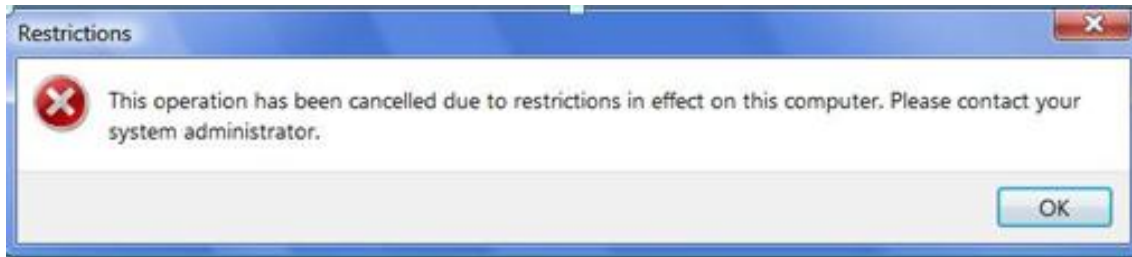 Restrictions
This operation has been cancelled due to restrictions in effect on this computer. Please contact your
system administrator.
OK